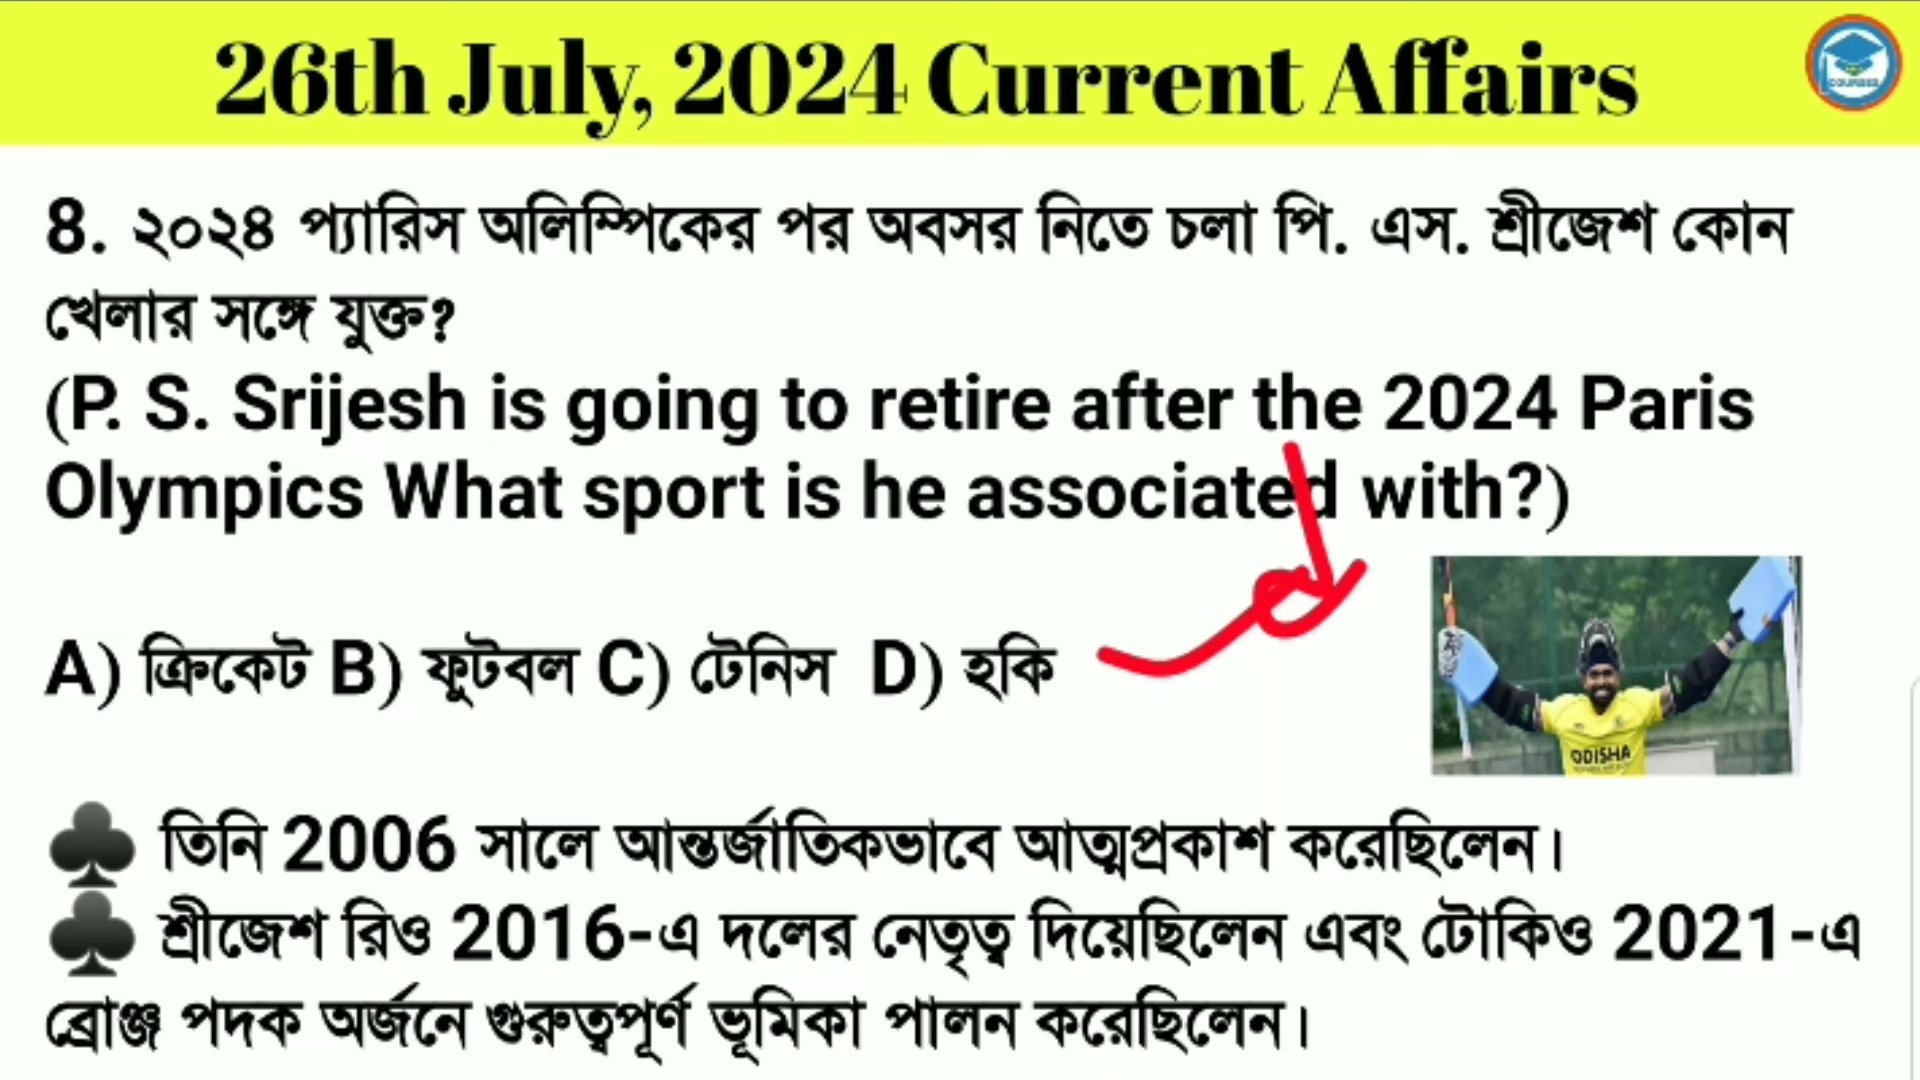 26th July, 2024 Current Affairs
COURSES
8. ২০২৪ প্যারিস অলিম্পিকের পর অবসর নিতে চলা পি. এস. শ্রীজেশ কোন
খেলার সঙ্গে যুক্ত?
(P. S. Srijesh is going to retire after the 2024 Paris
Olympics What sport is he associated with?)
A) ক্রিকেট B) ফুটবল C) টেনিস D) হকি
ODISHA
তিনি 2006 সালে আন্তর্জাতিকভাবে আত্মপ্রকাশ করেছিলেন।
শ্রীজেশ রিও 2016-এ দলের নেতৃত্ব দিয়েছিলেন এবং টোকিও 2021-এ
ব্রোঞ্জ পদক অর্জনে গুরুত্বপূর্ণ ভূমিকা পালন করেছিলেন।